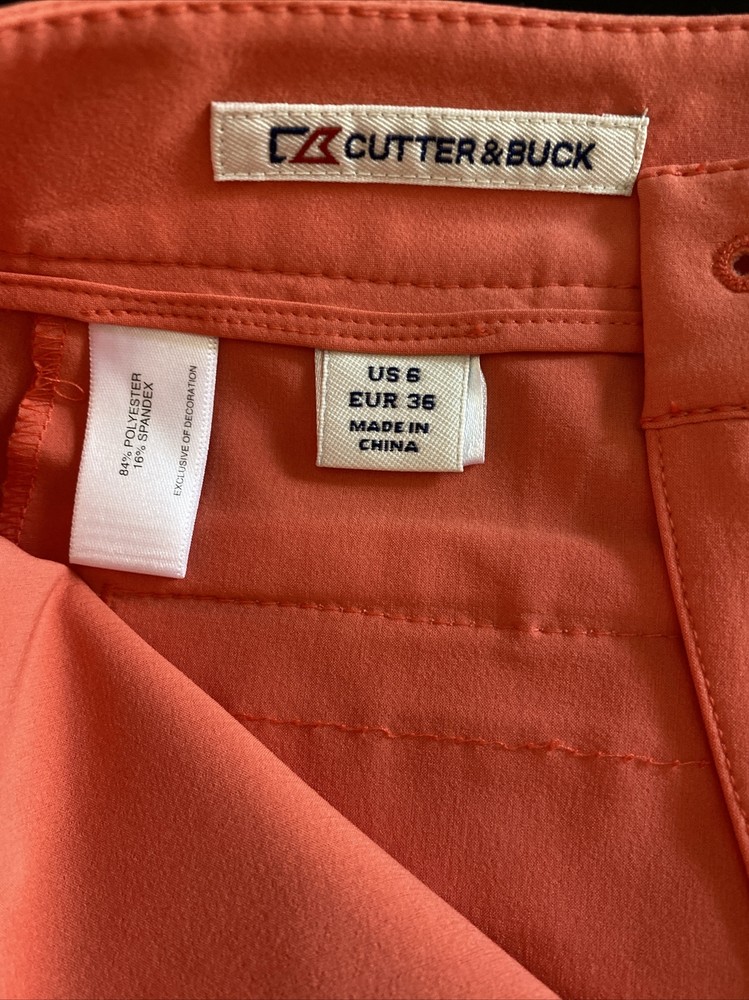 CUTTER & BUCK
84% POLYESTER
16% SPANDEX
EXCLUSIVE OF DECORATION
US 6
EUR 36
MADE IN
CHINA